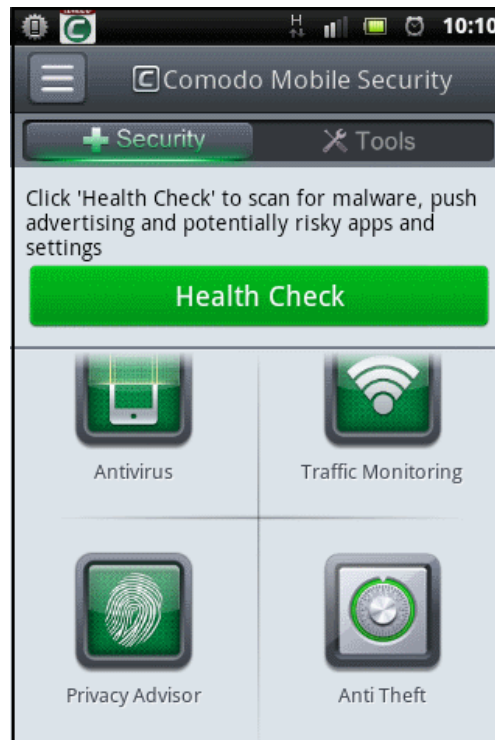 H
10:10
Comodo Mobile Security
Security
Tools
Click 'Health Check' to scan for malware, push
advertising and potentially risky apps and
settings
Health Check
Antivirus
Traffic Monitoring
Privacy Advisor
Anti Theft